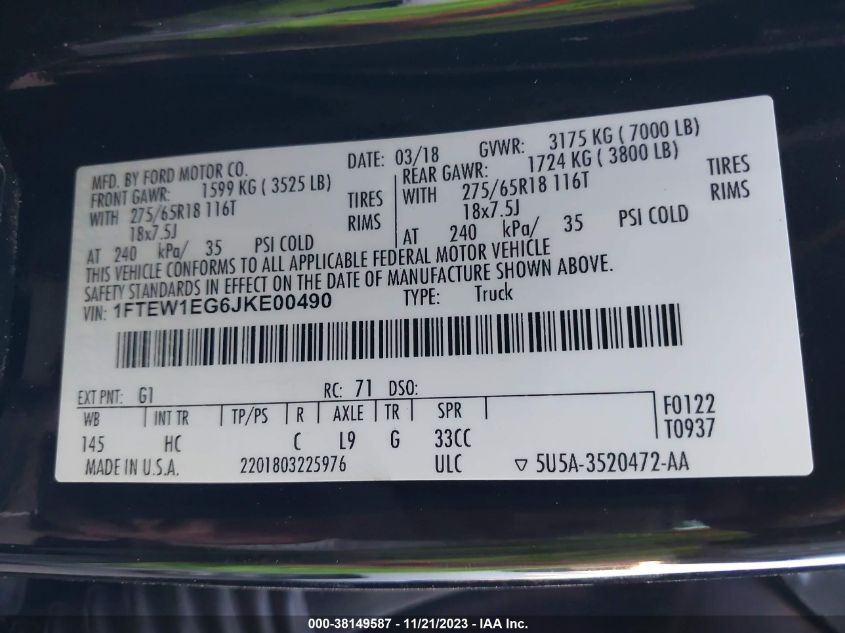 MFD. BY FORD MOTOR CO. DATE: 03/18 GVWR: 3175 KG ( 7000 LB)
FRONT GAWR: 1599 KG ( 3525 LB) REAR GAWR: 1724 KG ( 3800 LB)
WITH 275/65R18 116T TIRES WITH 275/65R18 116T TIRES
18x7.5J RIMS 18x7.5J RIMS
AT 240 kPa/ 35 PSI COLD AT 240 kPa/ 35 PSI COLD
THIS VEHICLE CONFORMS TO ALL APPLICABLE FEDERAL MOTOR VEHICLE
SAFETY STANDARDS IN EFFECT ON THE DATE OF MANUFACTURE SHOWN ABOVE.
VIN: 1FTEW1EG6JKE00490 TYPE: Truck
EXT PNT: G1 RC: 71 DSO:
WB INT TR TP/PS R AXLE TR SPR F0122
145 HC C L9 G 33CC T0937
MADE IN U.S.A. 2201803225976 ULC ▽ 5U5A-3520472-AA
000-38149587 - 11/21/2023 - IAA Inc.